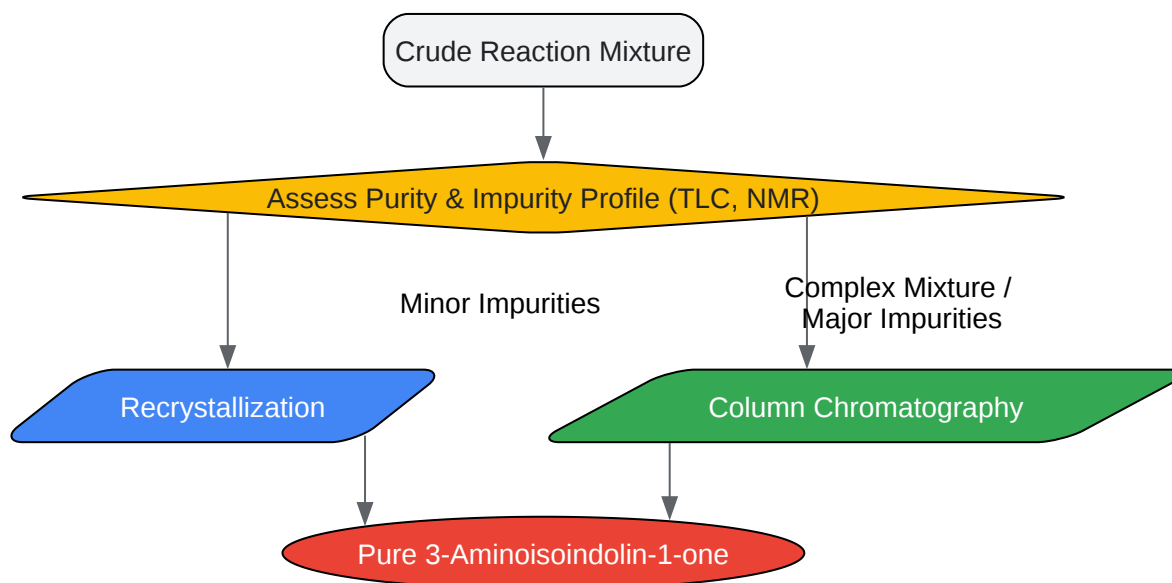 Crude Reaction Mixture
Assess Purity & Impurity Profile (TLC, NMR)
Minor Impurities
Complex Mixture /
Major Impurities
Recrystallization
Column Chromatography
Pure 3-Aminoisoindolin-1-one